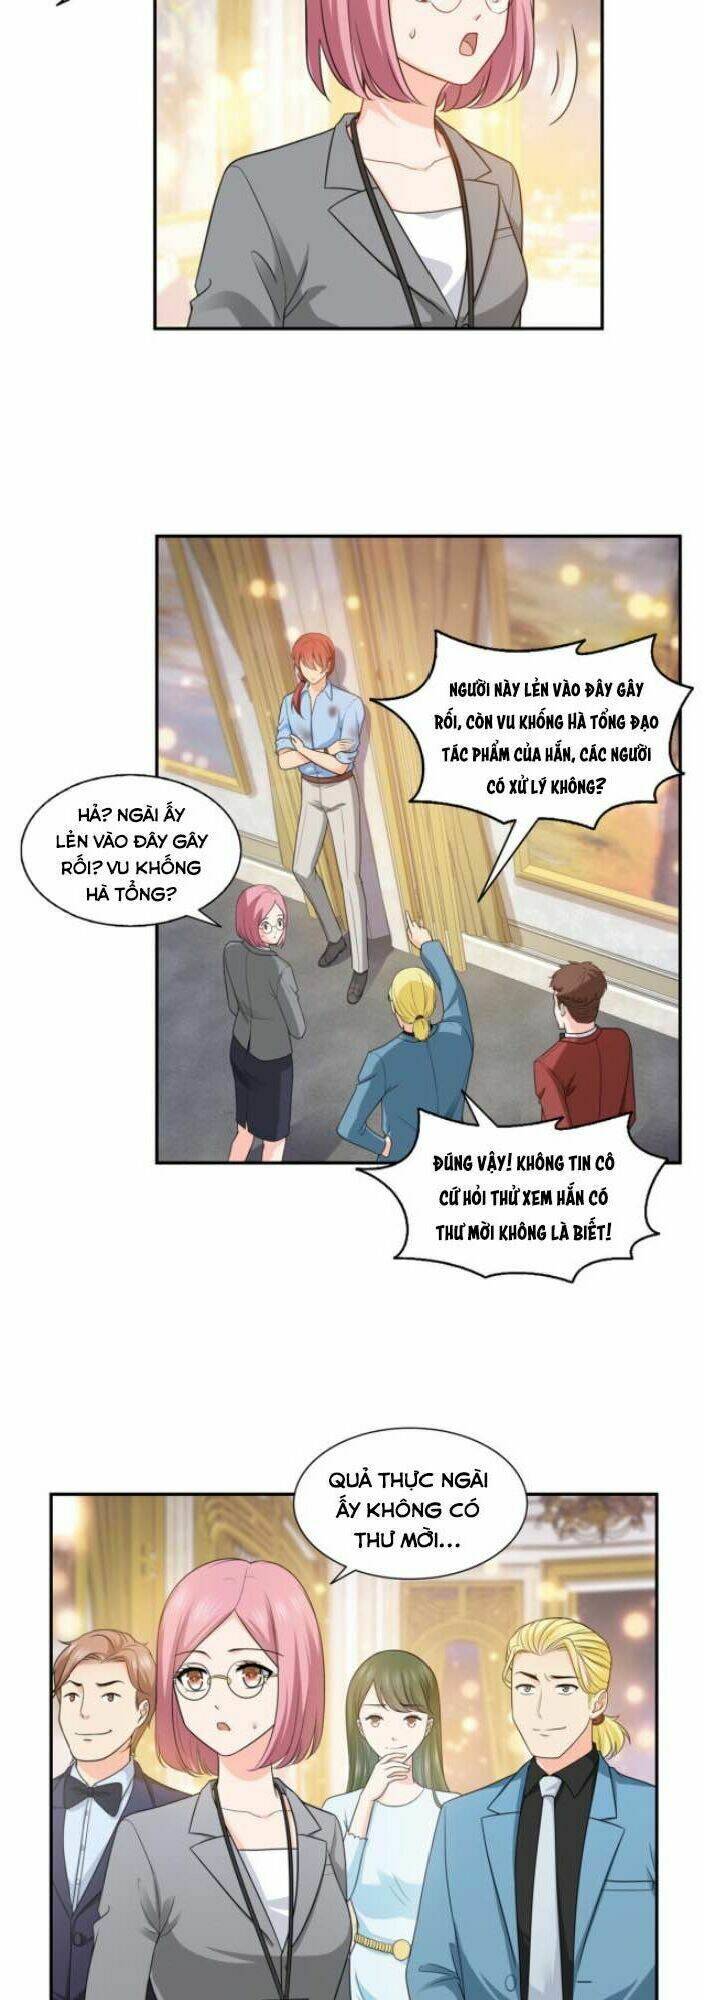 NGƯỜI NÀY LẺN VÀO ĐÂY GÂY
RỐI, CÒN VU KHỐNG HÀ TỔNG ĐẠO
TÁC PHẨM CỦA HẮN, CÁC NGƯỜI
CÓ XỬ LÝ KHÔNG?
HẢ? NGÀI ẤY
LẺN VÀO ĐÂY GÂY
RỐI? VU KHỐNG
HÀ TỔNG?
ĐÚNG VẬY! KHÔNG TIN CÔ
CỨ HỎI THỬ XEM HẮN CÓ
THƯ MỜI KHÔNG LÀ BIẾT!
QUẢ THỰC NGÀI
ẤY KHÔNG CÓ
THƯ MỜI...